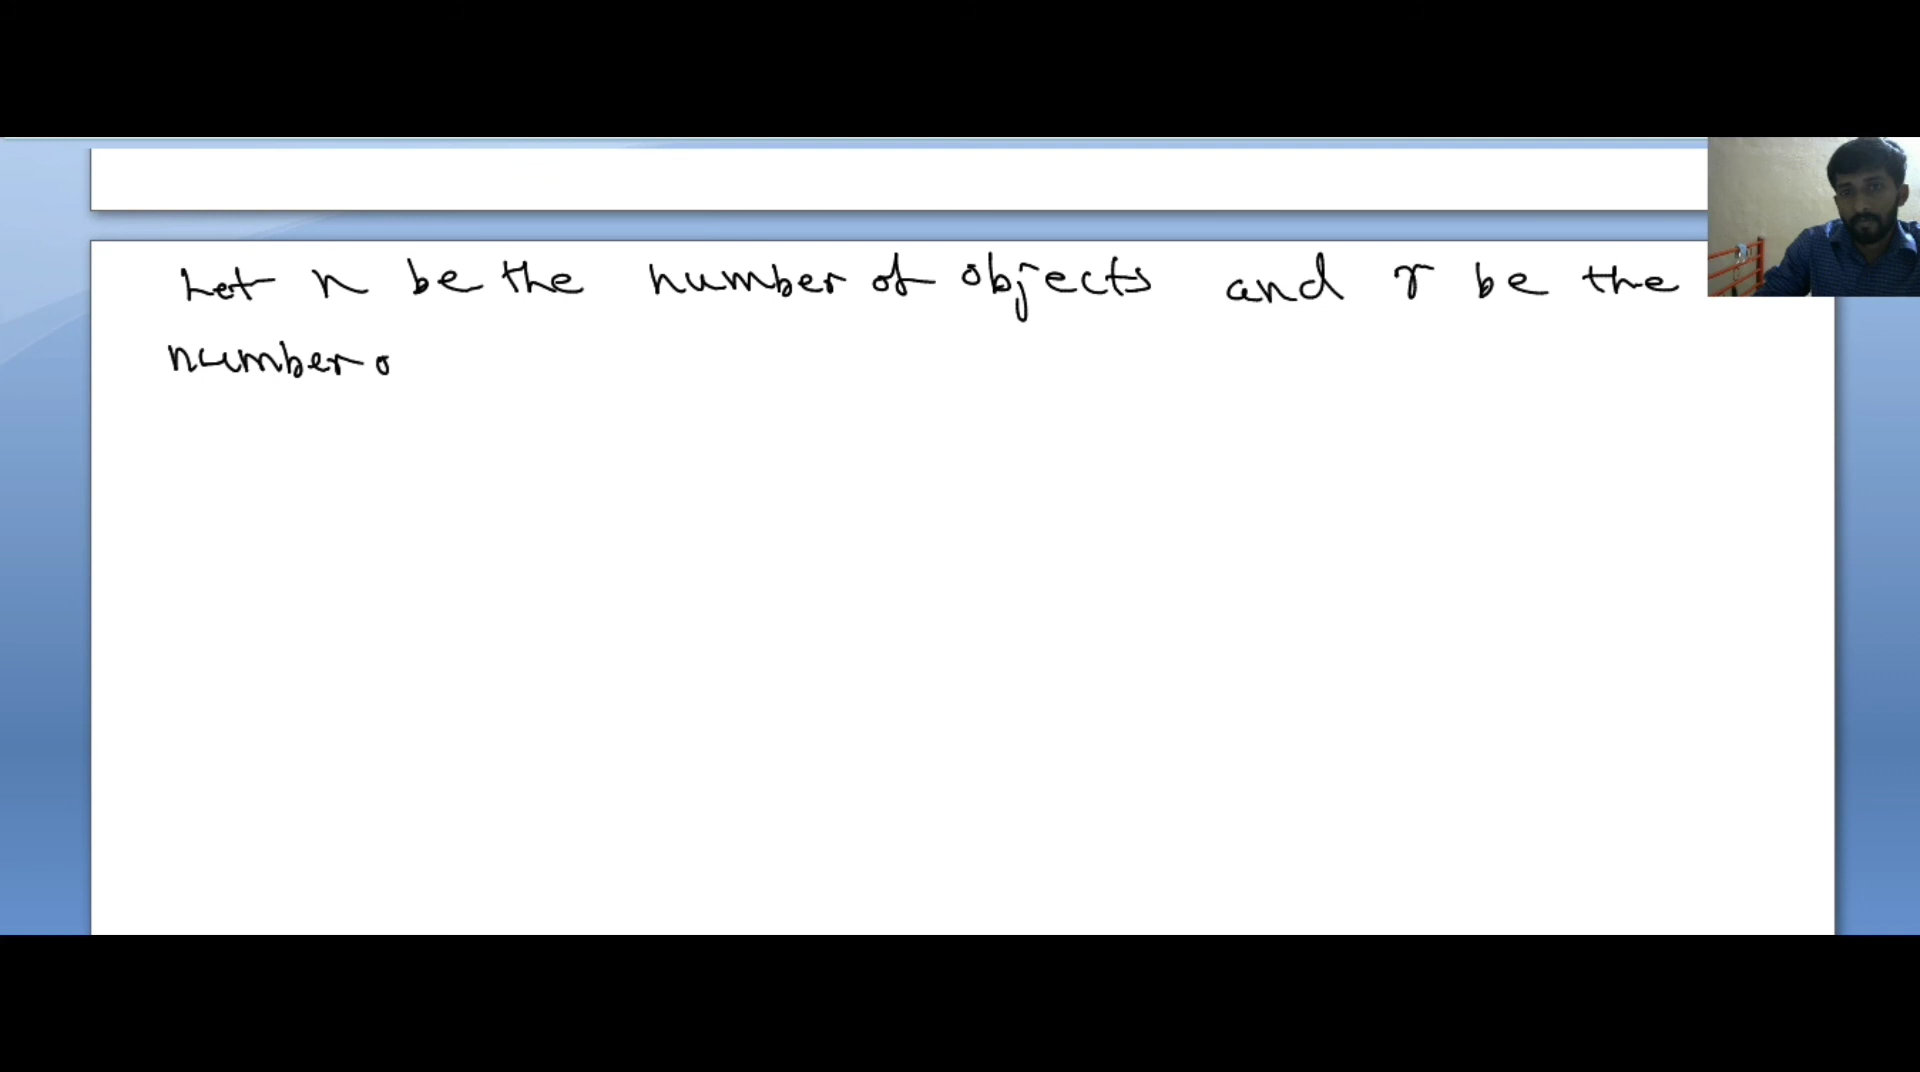 Let n be the number of objects and r be the
number o